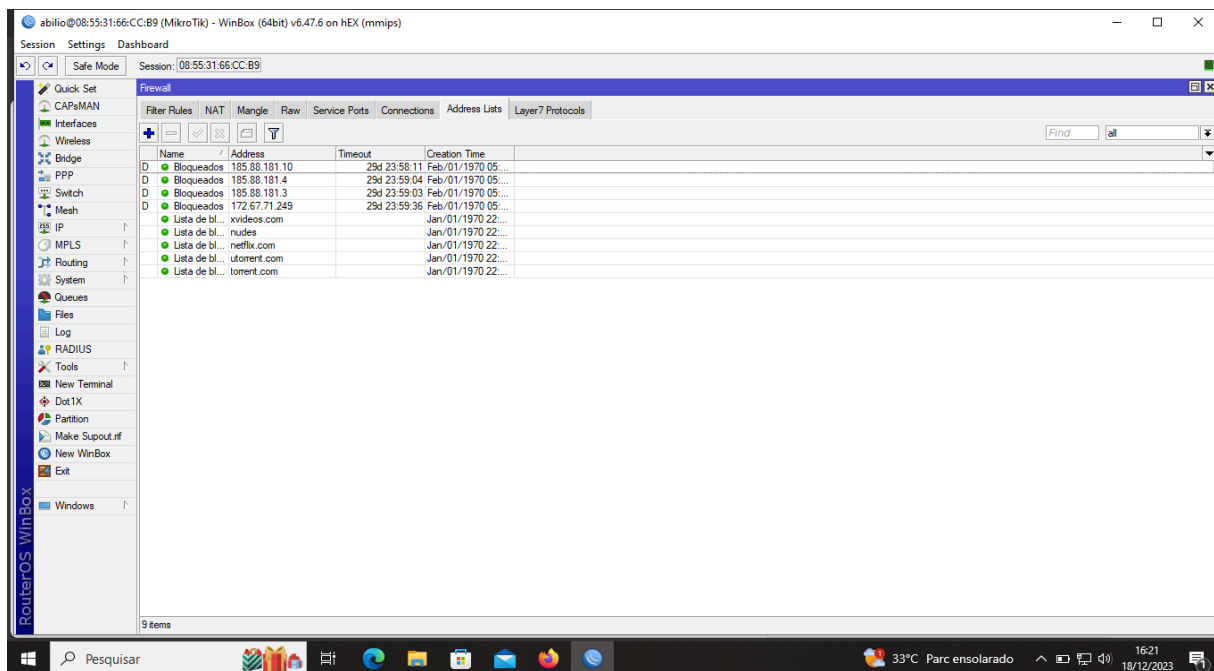 abilio@08:55:31:66:CC:B9 (MikroTik) - WinBox (64bit) v6.47.6 on hEX (mmips)
Session Settings Dashboard
Safe Mode Session: 08:55:31:66:CC:B9
Quick Set
CAPsMAN
Interfaces
Wireless
Bridge
PPP
Switch
Mesh
IP
MPLS
Routing
System
Queues
Files
Log
RADIUS
Tools
New Terminal
Dot1X
Partition
Make Supout.rif
New WinBox
Exit
Windows
RouterOS WinBox
Firewall
Filter Rules NAT Mangle Raw Service Ports Connections Address Lists Layer7 Protocols
Find all
Name Address Timeout Creation Time
D Bloqueados 185.88.181.10 29d 23:58:11 Feb/01/1970 05:...
D Bloqueados 185.88.181.4 29d 23:59:04 Feb/01/1970 05:...
D Bloqueados 185.88.181.3 29d 23:59:03 Feb/01/1970 05:...
D Bloqueados 172.67.71.249 29d 23:59:36 Feb/01/1970 05:...
Lista de bl... xvideos.com Jan/01/1970 22:...
Lista de bl... nudes Jan/01/1970 22:...
Lista de bl... netflix.com Jan/01/1970 22:...
Lista de bl... utorrent.com Jan/01/1970 22:...
Lista de bl... torrent.com Jan/01/1970 22:...
9 items
Pesquisar 33°C Parc ensolarado 16:21
18/12/2023